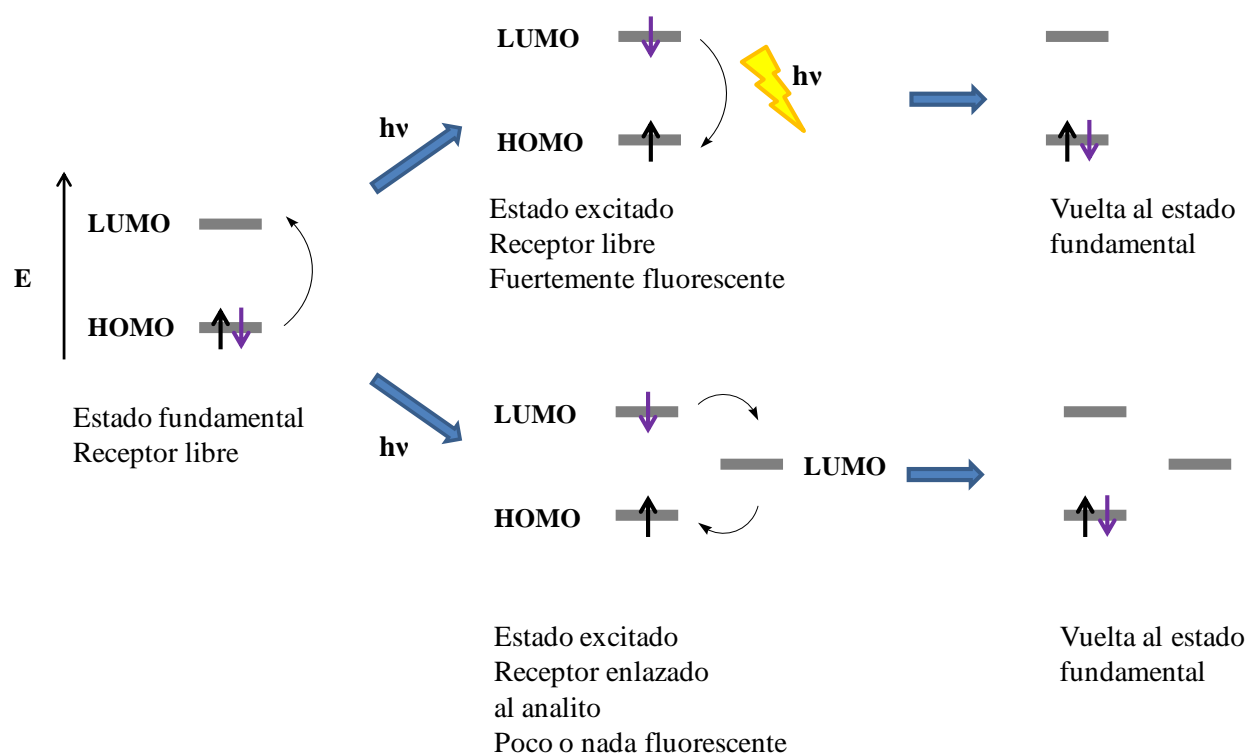 LUMO
hν
hν
HOMO
Estado excitado
Receptor libre
Fuertemente fluorescente
Vuelta al estado
fundamental
E
LUMO
HOMO
Estado fundamental
Receptor libre
hν
LUMO
LUMO
HOMO
Estado excitado
Receptor enlazado
al analito
Poco o nada fluorescente
Vuelta al estado
fundamental